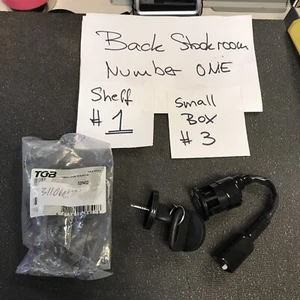 Back Stockroom
Number ONE
Shelf
# 1
Small
Box
# 3
TGB